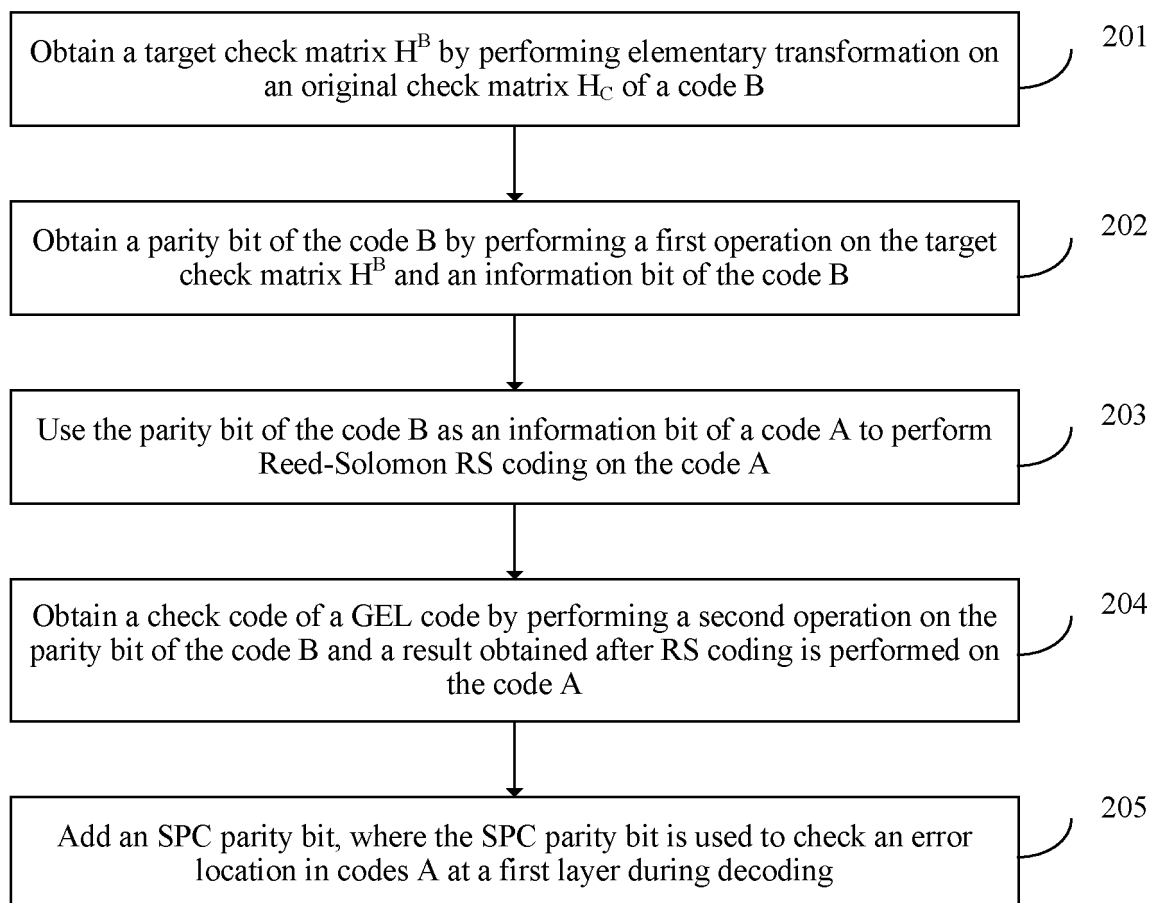 Obtain a target check matrix H^B by performing elementary transformation on
an original check matrix H_C of a code B
201
Obtain a parity bit of the code B by performing a first operation on the target
check matrix H^B and an information bit of the code B
202
Use the parity bit of the code B as an information bit of a code A to perform
Reed-Solomon RS coding on the code A
203
Obtain a check code of a GEL code by performing a second operation on the
parity bit of the code B and a result obtained after RS coding is performed on
the code A
204
Add an SPC parity bit, where the SPC parity bit is used to check an error
location in codes A at a first layer during decoding
205